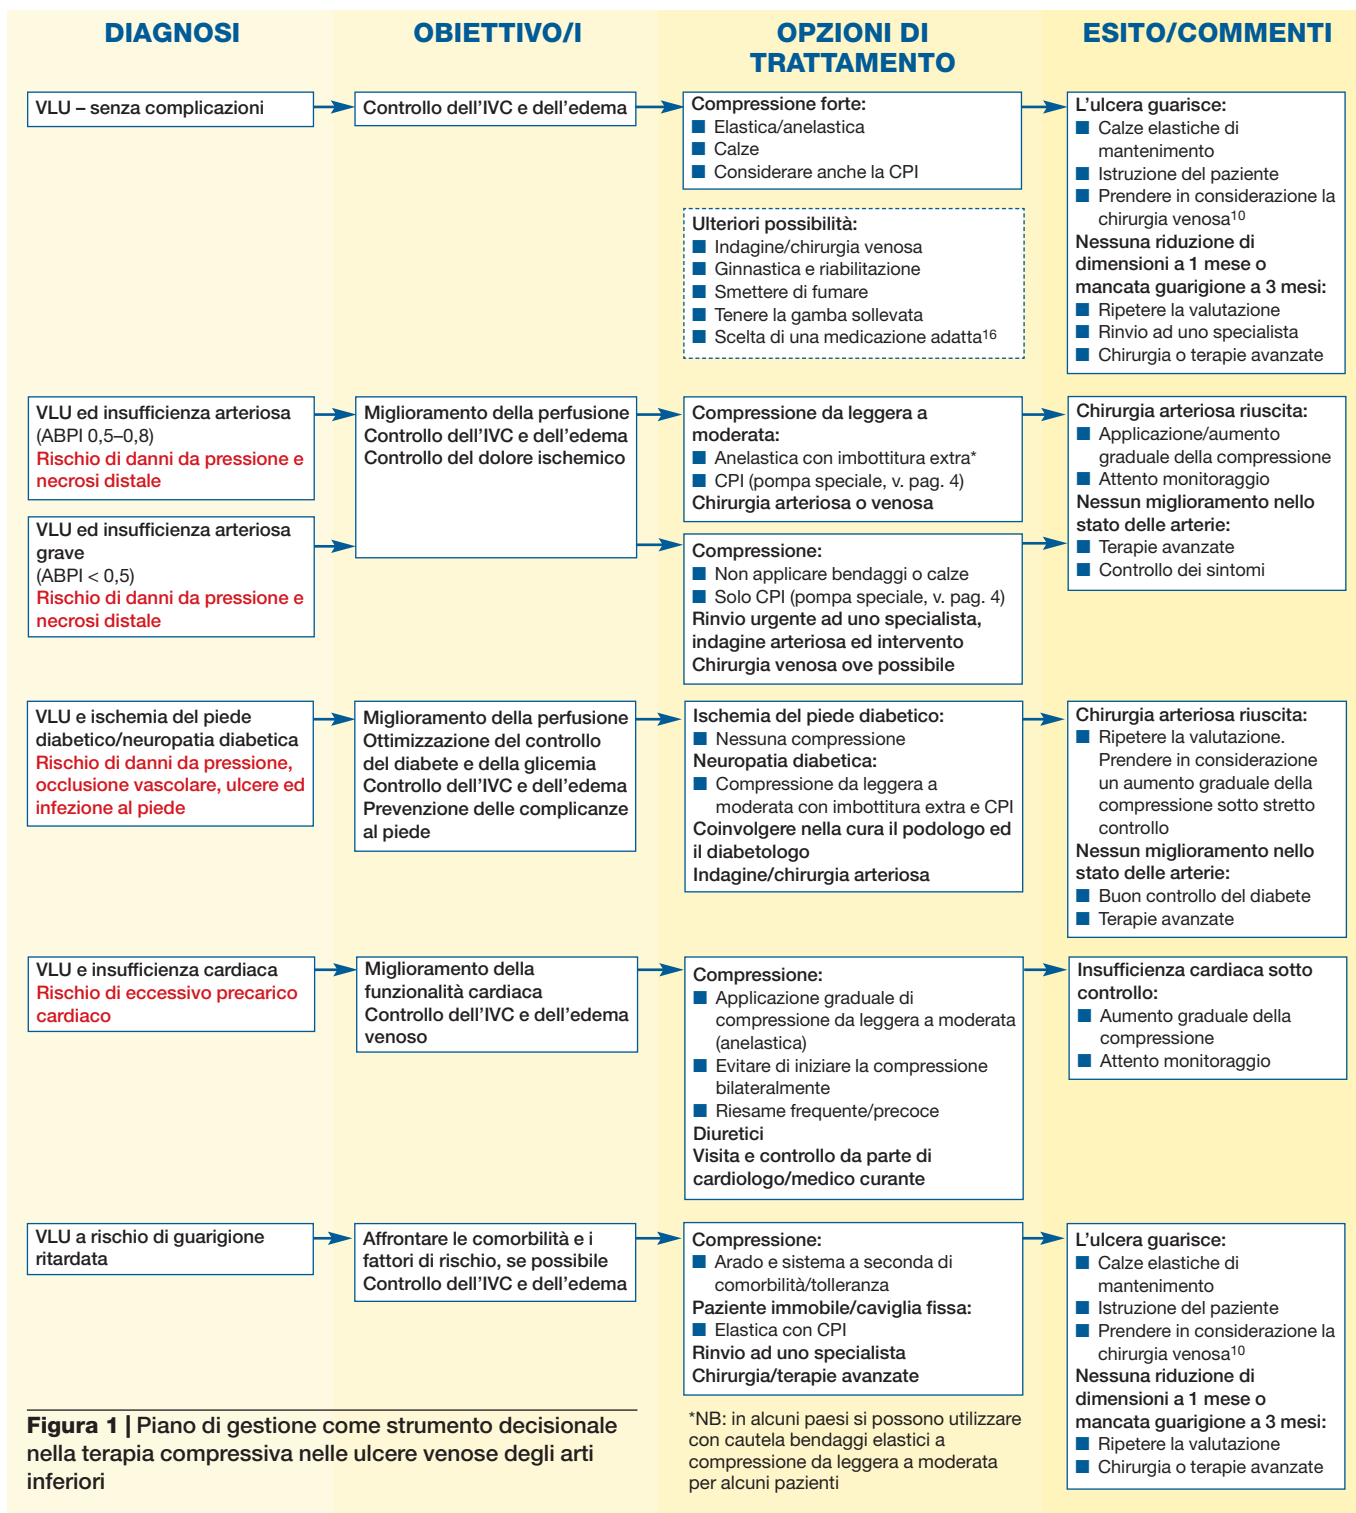 DIAGNOSI
OBIETTIVO/I
OPZIONI DI
TRATTAMENTO
ESITO/COMMENTI
VLU – senza complicazioni
Controllo dell'IVC e dell'edema
Compressione forte:
■ Elastica/anelastica
■ Calze
■ Considerare anche la CPI
Ulteriori possibilità:
■ Indagine/chirurgia venosa
■ Ginnastica e riabilitazione
■ Smettere di fumare
■ Tenere la gamba sollevata
■ Scelta di una medicazione adatta16
L'ulcera guarisce:
■ Calze elastiche di
mantenimento
■ Istruzione del paziente
■ Prendere in considerazione la
chirurgia venosa10
Nessuna riduzione di
dimensioni a 1 mese o
mancata guarigione a 3 mesi:
■ Ripetere la valutazione
■ Rinvio ad uno specialista
■ Chirurgia o terapie avanzate
VLU ed insufficienza arteriosa
(ABPI 0,5–0,8)
Rischio di danni da pressione e
necrosi distale
VLU ed insufficienza arteriosa
grave
(ABPI < 0,5)
Rischio di danni da pressione e
necrosi distale
Miglioramento della perfusione
Controllo dell'IVC e dell'edema
Controllo del dolore ischemico
Compressione da leggera a
moderata:
■ Anelastica con imbottitura extra*
■ CPI (pompa speciale, v. pag. 4)
Chirurgia arteriosa o venosa
Compressione:
■ Non applicare bendaggi o calze
■ Solo CPI (pompa speciale, v. pag. 4)
Rinvio urgente ad uno specialista,
indagine arteriosa ed intervento
Chirurgia venosa ove possibile
Chirurgia arteriosa riuscita:
■ Applicazione/aumento
graduale della compressione
■ Attento monitoraggio
Nessun miglioramento nello
stato delle arterie:
■ Terapie avanzate
■ Controllo dei sintomi
VLU e ischemia del piede
diabetico/neuropatia diabetica
Rischio di danni da pressione,
occlusione vascolare, ulcere ed
infezione al piede
Miglioramento della perfusione
Ottimizzazione del controllo
del diabete e della glicemia
Controllo dell'IVC e dell'edema
Prevenzione delle complicanze
al piede
Ischemia del piede diabetico:
■ Nessuna compressione
Neuropatia diabetica:
■ Compressione da leggera a
moderata con imbottitura extra e CPI
Coinvolgere nella cura il podologo ed
il diabetologo
Indagine/chirurgia arteriosa
Chirurgia arteriosa riuscita:
■ Ripetere la valutazione.
Prendere in considerazione
un aumento graduale della
compressione sotto stretto
controllo
Nessun miglioramento nello
stato delle arterie:
■ Buon controllo del diabete
■ Terapie avanzate
VLU e insufficienza cardiaca
Rischio di eccessivo precarico
cardiaco
Miglioramento della
funzionalità cardiaca
Controllo dell'IVC e dell'edema
venoso
Compressione:
■ Applicazione graduale di
compressione da leggera a moderata
(anelastica)
■ Evitare di iniziare la compressione
bilateralmente
■ Riesame frequente/precoce
Diuretici
Visita e controllo da parte di
cardiologo/medico curante
Insufficienza cardiaca sotto
controllo:
■ Aumento graduale della
compressione
■ Attento monitoraggio
VLU a rischio di guarigione
ritardata
Affrontare le comorbilità e i
fattori di rischio, se possibile
Controllo dell'IVC e dell'edema
Compressione:
■ Arado e sistema a seconda di
comorbilità/tolleranza
Paziente immobile/caviglia fissa:
■ Elastica con CPI
Rinvio ad uno specialista
Chirurgia/terapie avanzate
L'ulcera guarisce:
■ Calze elastiche di
mantenimento
■ Istruzione del paziente
■ Prendere in considerazione la
chirurgia venosa10
Nessuna riduzione di
dimensioni a 1 mese o
mancata guarigione a 3 mesi:
■ Ripetere la valutazione
■ Chirurgia o terapie avanzate
Figura 1 | Piano di gestione come strumento decisionale
nella terapia compressiva nelle ulcere venose degli arti
inferiori
*NB: in alcuni paesi si possono utilizzare
con cautela bendaggi elastici a
compressione da leggera a moderata
per alcuni pazienti